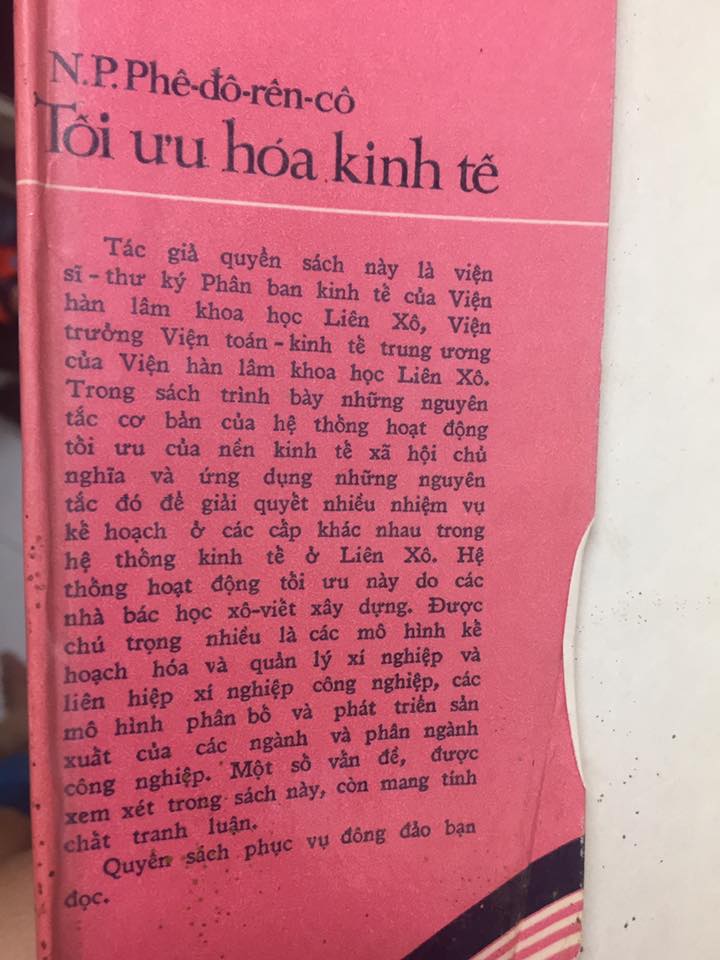 N.P.Phê-đô-rên-cô
Tối ưu hóa kinh tế
Tác giả quyển sách này là viện
sĩ - thư ký Phân ban kinh tế của Viện
hàn lâm khoa học Liên Xô, Viện
trưởng Viện toán - kinh tế trung ương
của Viện hàn lâm khoa học Liên Xô.
Trong sách trình bày những nguyên
tắc cơ bản của hệ thống hoạt động
tối ưu của nền kinh tế xã hội chủ
nghĩa và ứng dụng những nguyên
tắc đó để giải quyết nhiều nhiệm vụ
kế hoạch ở các cấp khác nhau trong
hệ thống kinh tế ở Liên Xô. Hệ
thống hoạt động tối ưu này do các
nhà bác học xô-viết xây dựng. Được
chú trọng nhiều là các mô hình kế
hoạch hóa và quản lý xí nghiệp và
liên hiệp xí nghiệp công nghiệp, các
mô hình phân bố và phát triển sản
xuất của các ngành và phân ngành
công nghiệp. Một số vấn đề, được
xem xét trong sách này, còn mang tính
chất tranh luận.
Quyển sách phục vụ đông đảo bạn
đọc.